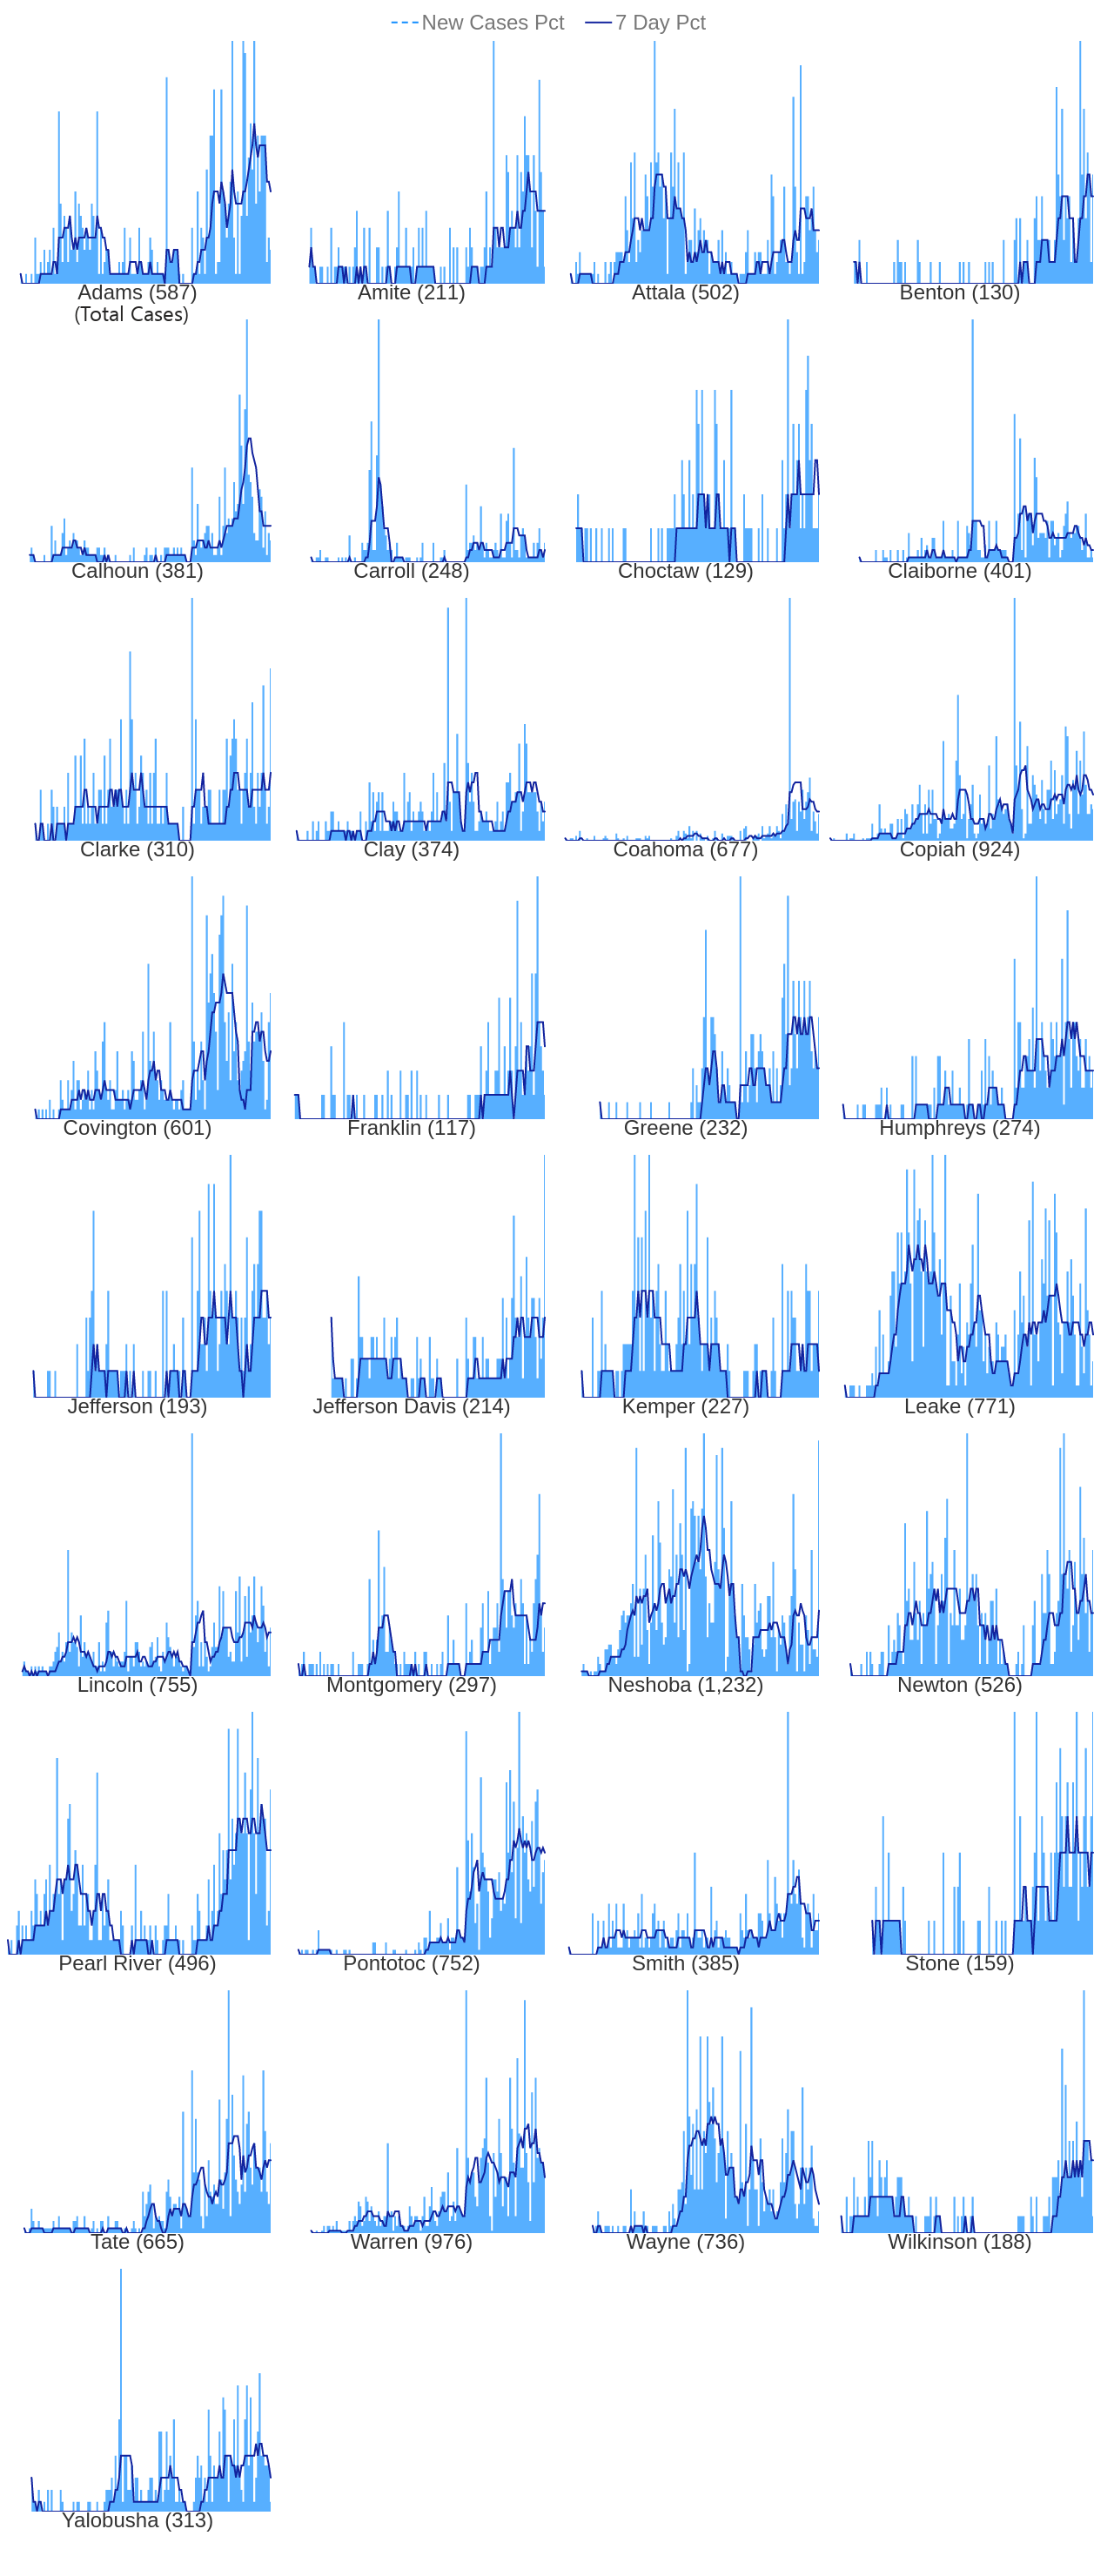 New Cases Pct 7 Day Pct
Adams (587) Amite (211) Attala (502) Benton (130)
(Total Cases)
Calhoun (381) Carroll (248) Choctaw (129) Claiborne (401)
Clarke (310) Clay (374) Coahoma (677) Copiah (924)
Covington (601) Franklin (117) Greene (232) Humphreys (274)
Jefferson (193) Jefferson Davis (214) Kemper (227) Leake (771)
Lincoln (755) Montgomery (297) Neshoba (1,232) Newton (526)
Pearl River (496) Pontotoc (752) Smith (385) Stone (159)
Tate (665) Warren (976) Wayne (736) Wilkinson (188)
Yalobusha (313)